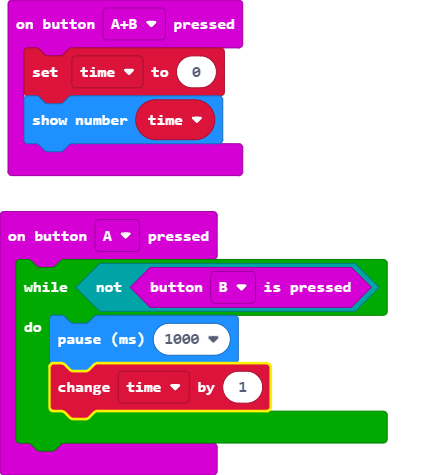 on button A+B pressed
set time to 0
show number time
on button A pressed
while not button B is pressed
do
pause (ms) 1000
change time by 1